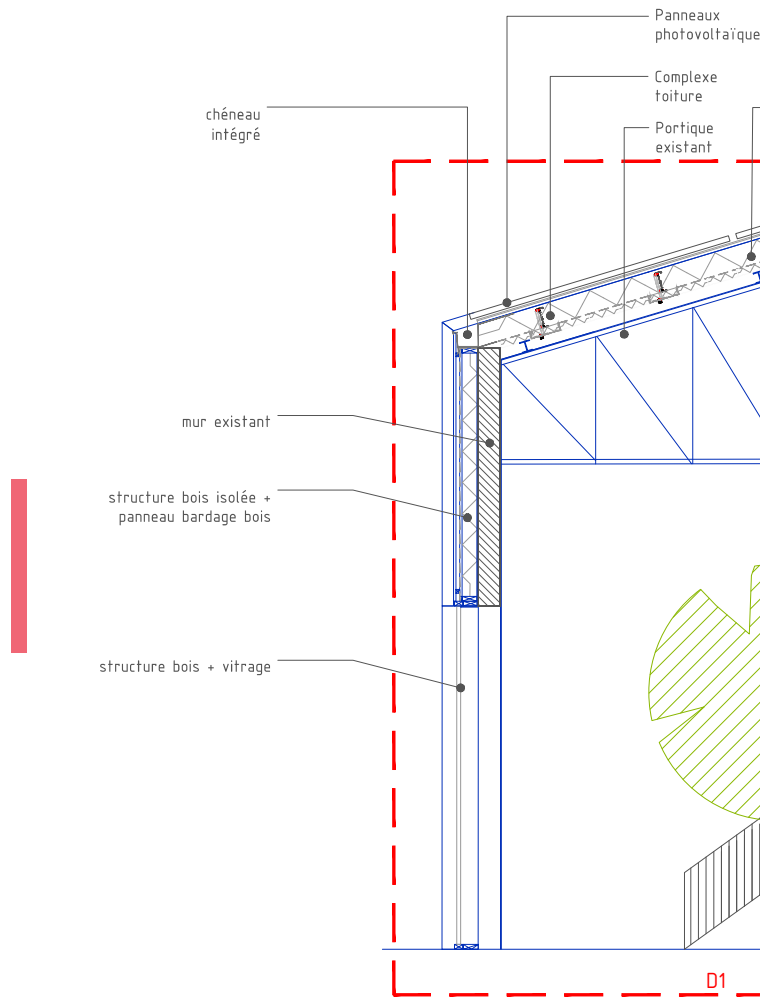 Panneaux
photovoltaïque
Complexe
toiture
chéneau
intégré
Portique
existant
mur existant
structure bois isolée +
panneau bardage bois
structure bois + vitrage
D1